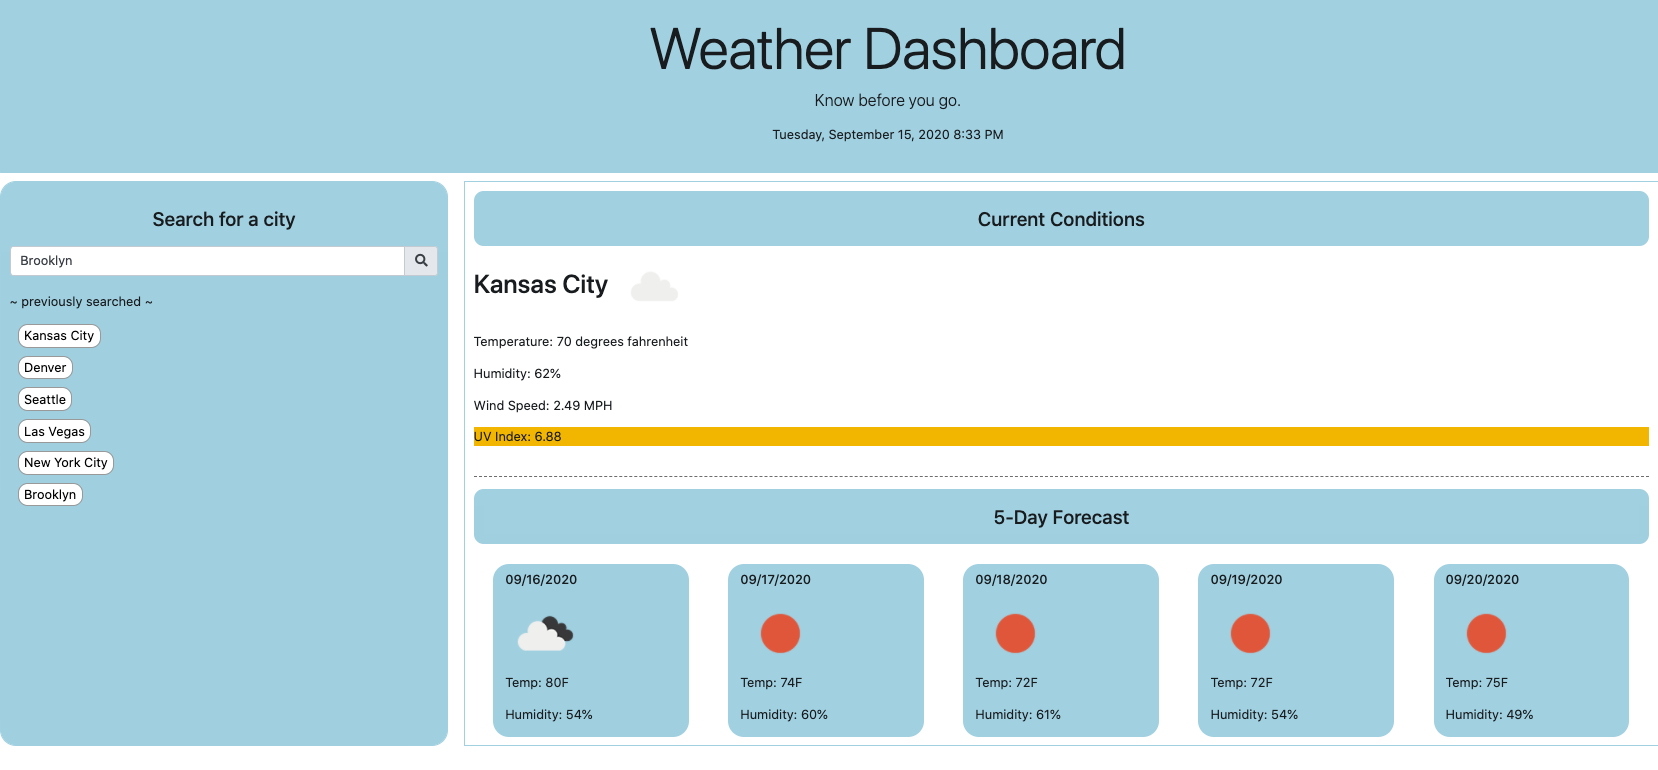 Weather Dashboard
Know before you go.
Tuesday, September 15, 2020 8:33 PM
Search for a city
Brooklyn
~ previously searched ~
Kansas City
Denver
Seattle
Las Vegas
New York City
Brooklyn
Current Conditions
Kansas City
Temperature: 70 degrees fahrenheit
Humidity: 62%
Wind Speed: 2.49 MPH
UV Index: 6.88
5-Day Forecast
09/16/2020
Temp: 80F
Humidity: 54%
09/17/2020
Temp: 74F
Humidity: 60%
09/18/2020
Temp: 72F
Humidity: 61%
09/19/2020
Temp: 72F
Humidity: 54%
09/20/2020
Temp: 75F
Humidity: 49%